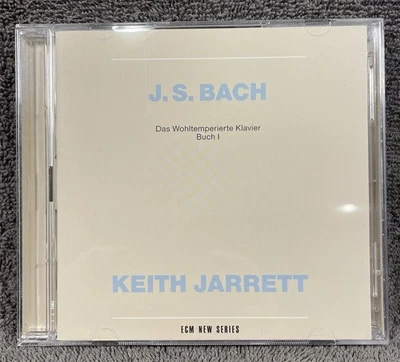 J. S. BACH
Das Wohltemperierte Klavier
Buch I
KEITH JARRETT
ECM NEW SERIES